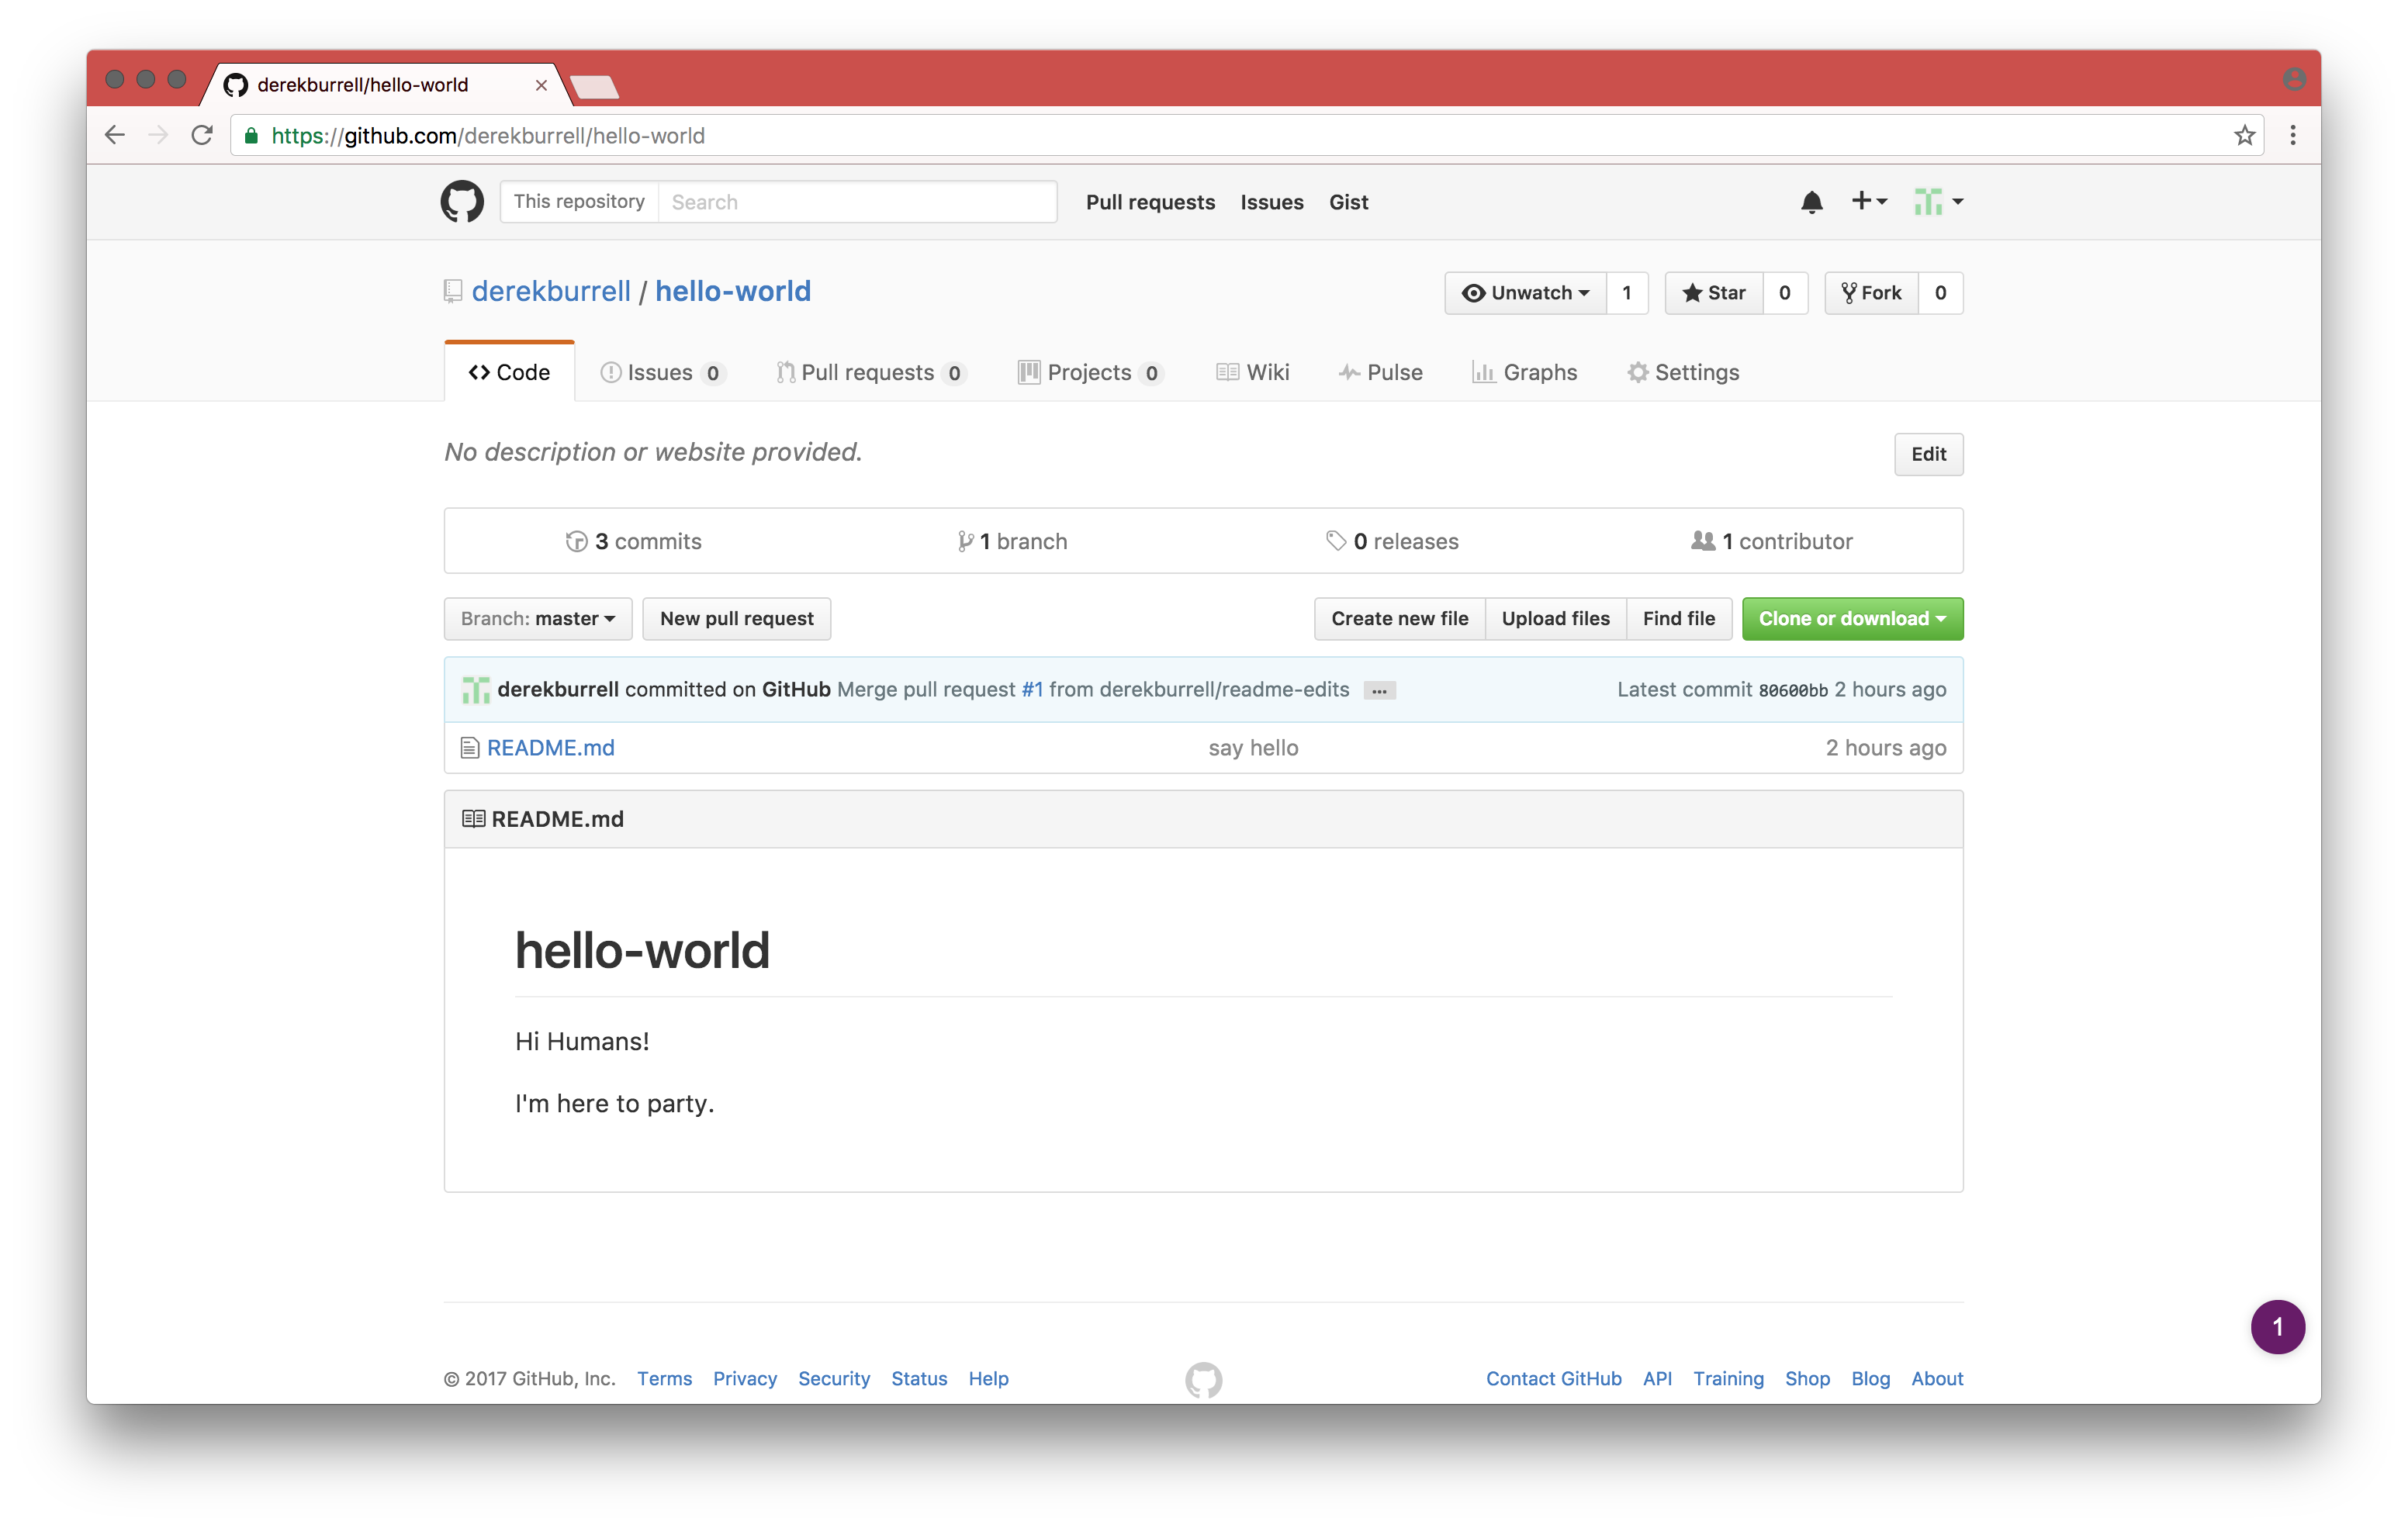 derekburrell/hello-world
https://github.com/derekburrell/hello-world
This repository Search Pull requests Issues Gist
derekburrell / hello-world Unwatch 1 Star 0 Fork 0
Code Issues 0 Pull requests 0 Projects 0 Wiki Pulse Graphs Settings
No description or website provided. Edit
3 commits 1 branch 0 releases 1 contributor
Branch: master New pull request Create new file Upload files Find file Clone or download
derekburrell committed on GitHub Merge pull request #1 from derekburrell/readme-edits ... Latest commit 80600bb 2 hours ago
README.md say hello 2 hours ago
README.md
hello-world
Hi Humans!
I'm here to party.
1
© 2017 GitHub, Inc. Terms Privacy Security Status Help Contact GitHub API Training Shop Blog About